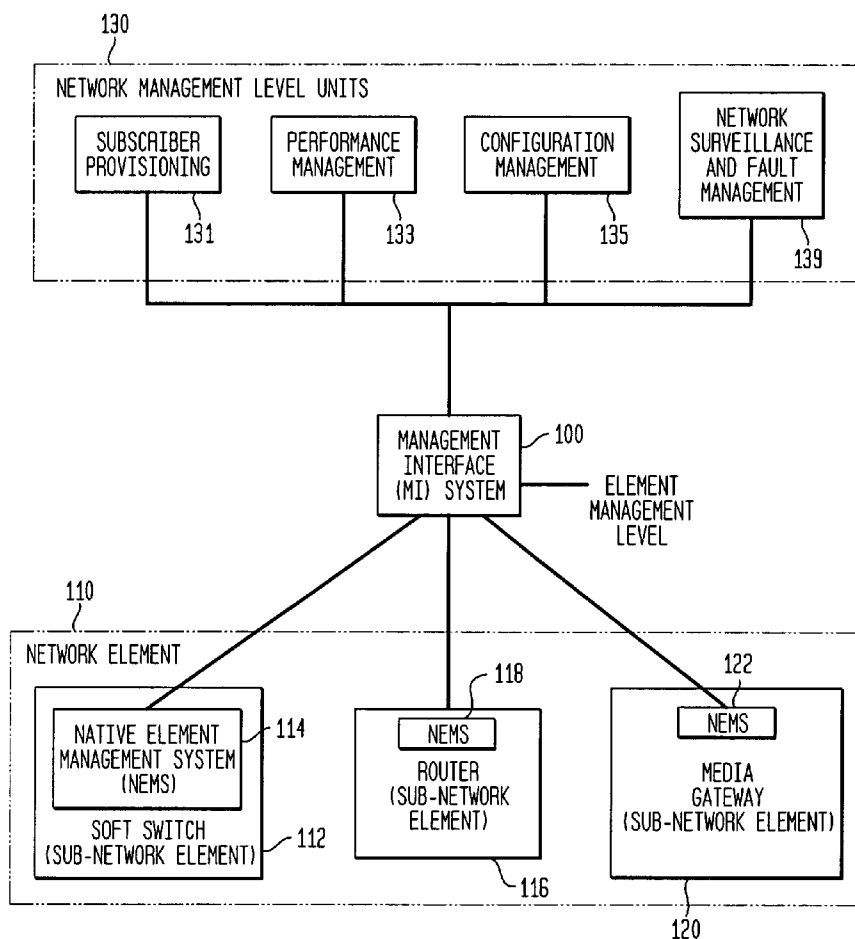 130
NETWORK MANAGEMENT LEVEL UNITS
SUBSCRIBER
PROVISIONING
131
PERFORMANCE
MANAGEMENT
133
CONFIGURATION
MANAGEMENT
135
NETWORK
SURVEILLANCE
AND FAULT
MANAGEMENT
139
MANAGEMENT
INTERFACE
(MI) SYSTEM
100
ELEMENT
MANAGEMENT
LEVEL
110
NETWORK ELEMENT
NATIVE ELEMENT
MANAGEMENT SYSTEM
(NEMS)
114
SOFT SWITCH
(SUB-NETWORK ELEMENT)
112
118
NEMS
ROUTER
(SUB-NETWORK
ELEMENT)
116
122
NEMS
MEDIA
GATEWAY
(SUB-NETWORK ELEMENT)
120